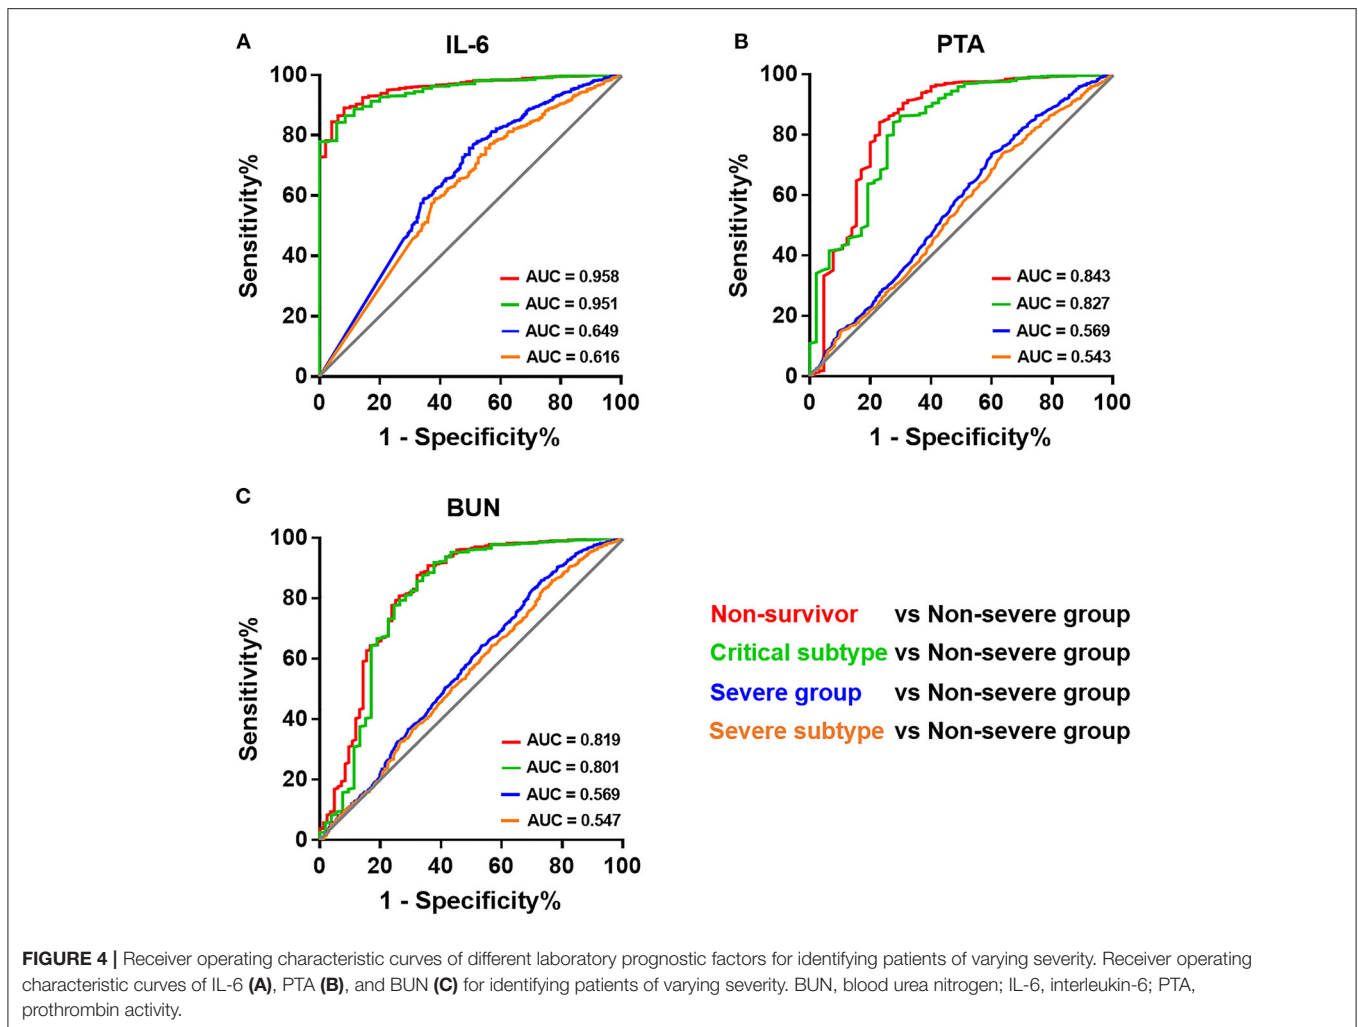 A
IL-6
100
80
60
40
20
0
Sensitivity%
AUC = 0.958
AUC = 0.951
AUC = 0.649
AUC = 0.616
0 20 40 60 80 100
1 - Specificity%
B
PTA
100
80
60
40
20
0
Sensitivity%
AUC = 0.843
AUC = 0.827
AUC = 0.569
AUC = 0.543
0 20 40 60 80 100
1 - Specificity%
C
BUN
100
80
60
40
20
0
Sensitivity%
AUC = 0.819
AUC = 0.801
AUC = 0.569
AUC = 0.547
0 20 40 60 80 100
1 - Specificity%
Non-survivor vs Non-severe group
Critical subtype vs Non-severe group
Severe group vs Non-severe group
Severe subtype vs Non-severe group
FIGURE 4 | Receiver operating characteristic curves of different laboratory prognostic factors for identifying patients of varying severity. Receiver operating
characteristic curves of IL-6 (A), PTA (B), and BUN (C) for identifying patients of varying severity. BUN, blood urea nitrogen; IL-6, interleukin-6; PTA,
prothrombin activity.